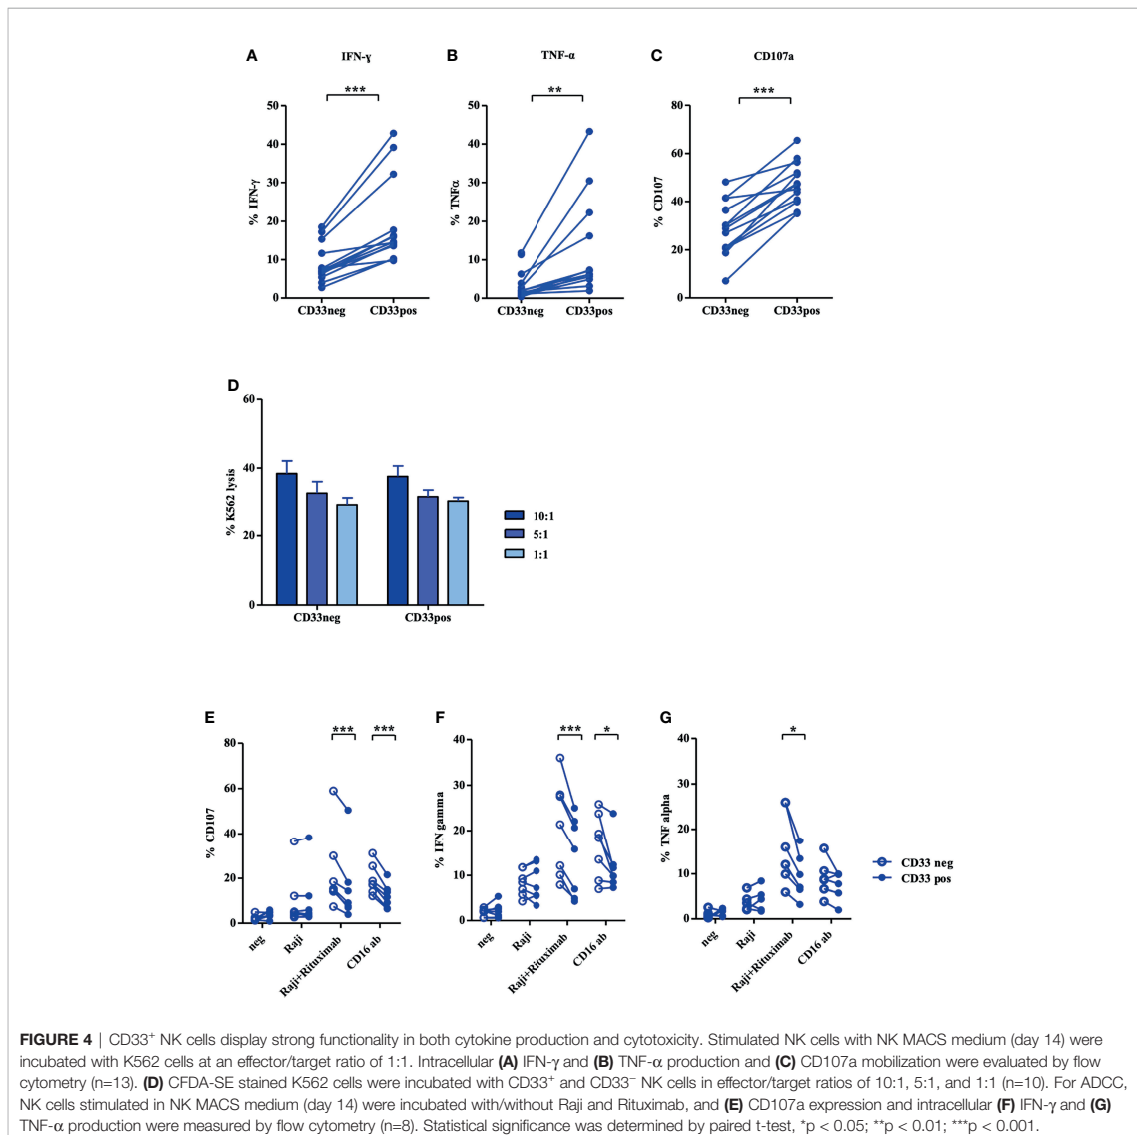 A IFN-γ
B TNF-α
C CD107a
***
**
***
% IFN-γ
50
40
30
20
10
0
CD33neg CD33pos
% TNFα
50
40
30
20
10
0
CD33neg CD33pos
% CD107
80
60
40
20
0
CD33neg CD33pos
D
% K562 lysis
60
40
20
0
CD33neg CD33pos
10:1
5:1
1:1
E
*** ***
% CD107
80
60
40
20
0
neg Raji Raji+Rituximab CD16 ab
F
*** *
% IFN gamma
40
30
20
10
0
neg Raji Raji+Rituximab CD16 ab
G
*
% TNF alpha
40
30
20
10
0
neg Raji Raji+Rituximab CD16 ab
CD33 neg
CD33 pos
FIGURE 4 | CD33⁺ NK cells display strong functionality in both cytokine production and cytotoxicity. Stimulated NK cells with NK MACS medium (day 14) were
incubated with K562 cells at an effector/target ratio of 1:1. Intracellular (A) IFN-γ and (B) TNF-α production and (C) CD107a mobilization were evaluated by flow
cytometry (n=13). (D) CFDA-SE stained K562 cells were incubated with CD33⁺ and CD33⁻ NK cells in effector/target ratios of 10:1, 5:1, and 1:1 (n=10). For ADCC,
NK cells stimulated in NK MACS medium (day 14) were incubated with/without Raji and Rituximab, and (E) CD107a expression and intracellular (F) IFN-γ and (G)
TNF-α production were measured by flow cytometry (n=8). Statistical significance was determined by paired t-test, *p < 0.05; **p < 0.01; ***p < 0.001.